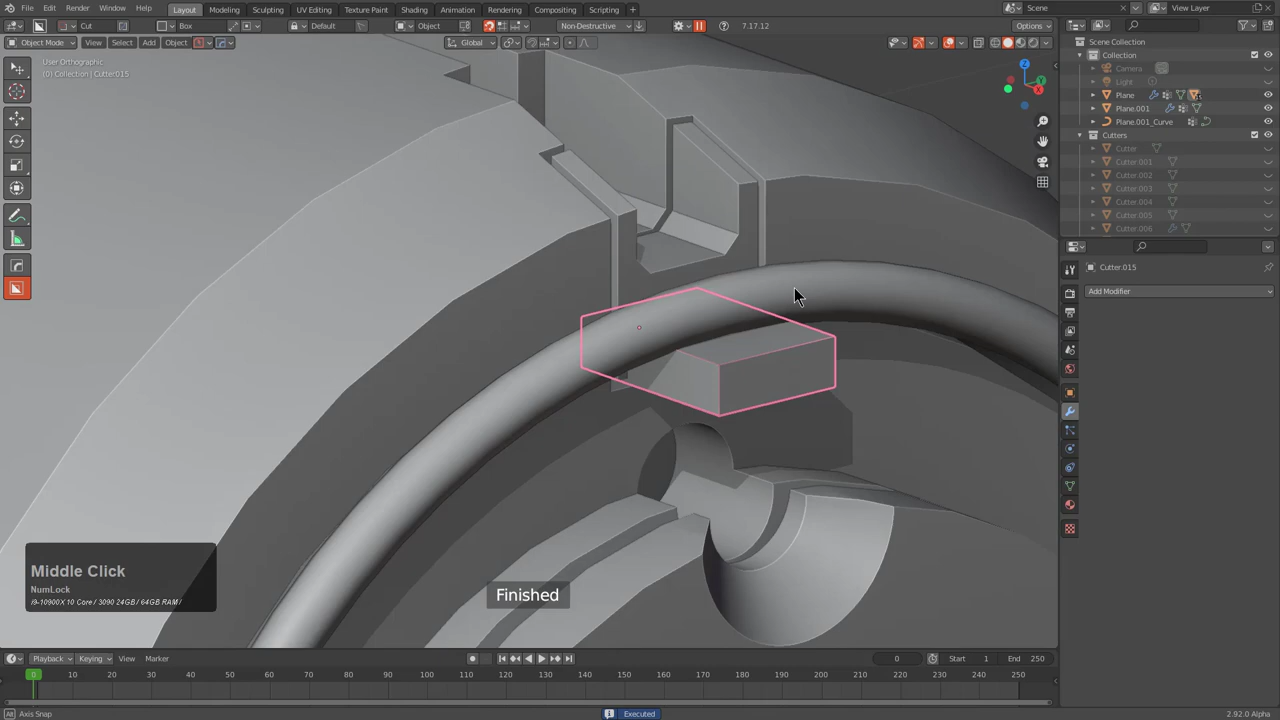 File Edit Render Window Help
Layout Modeling Sculpting UV Editing Texture Paint Shading Animation Rendering Compositing Scripting
Scene
View Layer
Cut
Box
Default
Object
Non-Destructive
7.17.12
Options
Object Mode View Select Add Object
Global
User Orthographic
(0) Collection | Cutter015
Z
Y
X
Scene Collection
Collection
Camera
Light
Plane
Plane.001
Plane.001_Curve
Cutters
Cutter
Cutter.001
Cutter.002
Cutter.003
Cutter.004
Cutter.005
Cutter.006
Cutter.015
Add Modifier
Middle Click
NumLock
i9-10900X 10 Core / 3090 24GB / 64GB RAM /
Finished
Playback Keying View Marker
0 Start 1 End 250
0 10 20 30 40 50 60 70 80 90 100 110 120 130 140 150 160 170 180 190 200 210 220 230 240 250
Axis Snap
Executed
2.92.0 Alpha